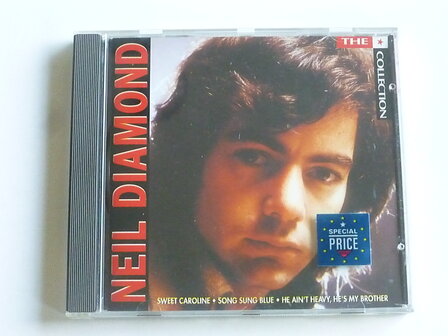 THE
COLLECTION
NEIL DIAMOND
SPECIAL
PRICE
SWEET CAROLINE • SONG SUNG BLUE • HE AIN'T HEAVY, HE'S MY BROTHER